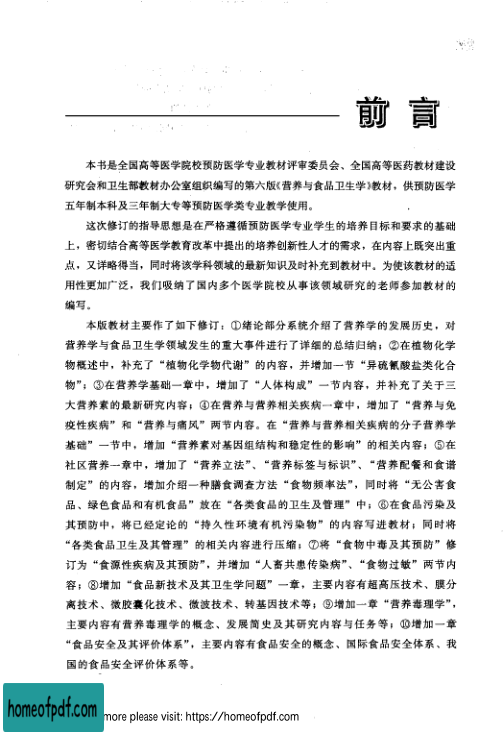 前言
本书是全国高等医学院校预防医学专业教材评审委员会、全国高等医药教材建设
研究会和卫生部教材办公室组织编写的第六版《营养与食品卫生学》教材，供预防医学
五年制本科及三年制大专等预防医学类专业教学使用。
这次修订的指导思想是在严格遵循预防医学专业学生的培养目标和要求的基础
上，密切结合高等医学教育改革中提出的培养创新性人才的需求，在内容上既突出重
点，又详略得当，同时将该学科领域的最新知识及时补充到教材中。为使该教材的适
用性更加广泛，我们吸纳了国内多个医学院校从事该领域研究的老师参加教材的
编写。
本版教材主要作了如下修订：①绪论部分系统介绍了营养学的发展历史，对
营养学与食品卫生学领域发生的重大事件进行了详细的总结归纳；②在植物化学
物概述中，补充了“植物化学物代谢”的内容，并增加一节“异硫氰酸盐类化合
物”；③在营养学基础一章中，增加了“人体构成”一节内容，并补充了关于三
大营养素的最新研究内容；④在营养与营养相关疾病一章中，增加了“营养与免
疫性疾病”和“营养与痛风”两节内容。在“营养与营养相关疾病的分子营养学
基础”一节中，增加“营养素对基因组结构和稳定性的影响”的相关内容；⑤在
社区营养一章中，增加了“营养立法”、“营养标签与标识”、“营养配餐和食谱
制定”的内容，增加介绍一种膳食调查方法“食物频率法”，同时将“无公害食
品、绿色食品和有机食品”放在“各类食品的卫生及管理”中；⑥在食品污染及
其预防中，将已经定论的“持久性环境有机污染物”的内容写进教材；同时将
“各类食品卫生及其管理”的相关内容进行压缩；⑦将“食物中毒及其预防”修
订为“食源性疾病及其预防”，并增加“人畜共患传染病”、“食物过敏”两节内
容；⑧增加“食品新技术及其卫生学问题”一章，主要内容有超高压技术、膜分
离技术、微胶囊化技术、微波技术、转基因技术等；⑨增加一章“营养毒理学”，
主要内容有营养毒理学的概念、发展简史及其研究内容与任务等；⑩增加一章
“食品安全及其评价体系”，主要内容有食品安全的概念、国际食品安全体系、我
国的食品安全评价体系等。
homeofpdf.com
more please visit: https://homeofpdf.com